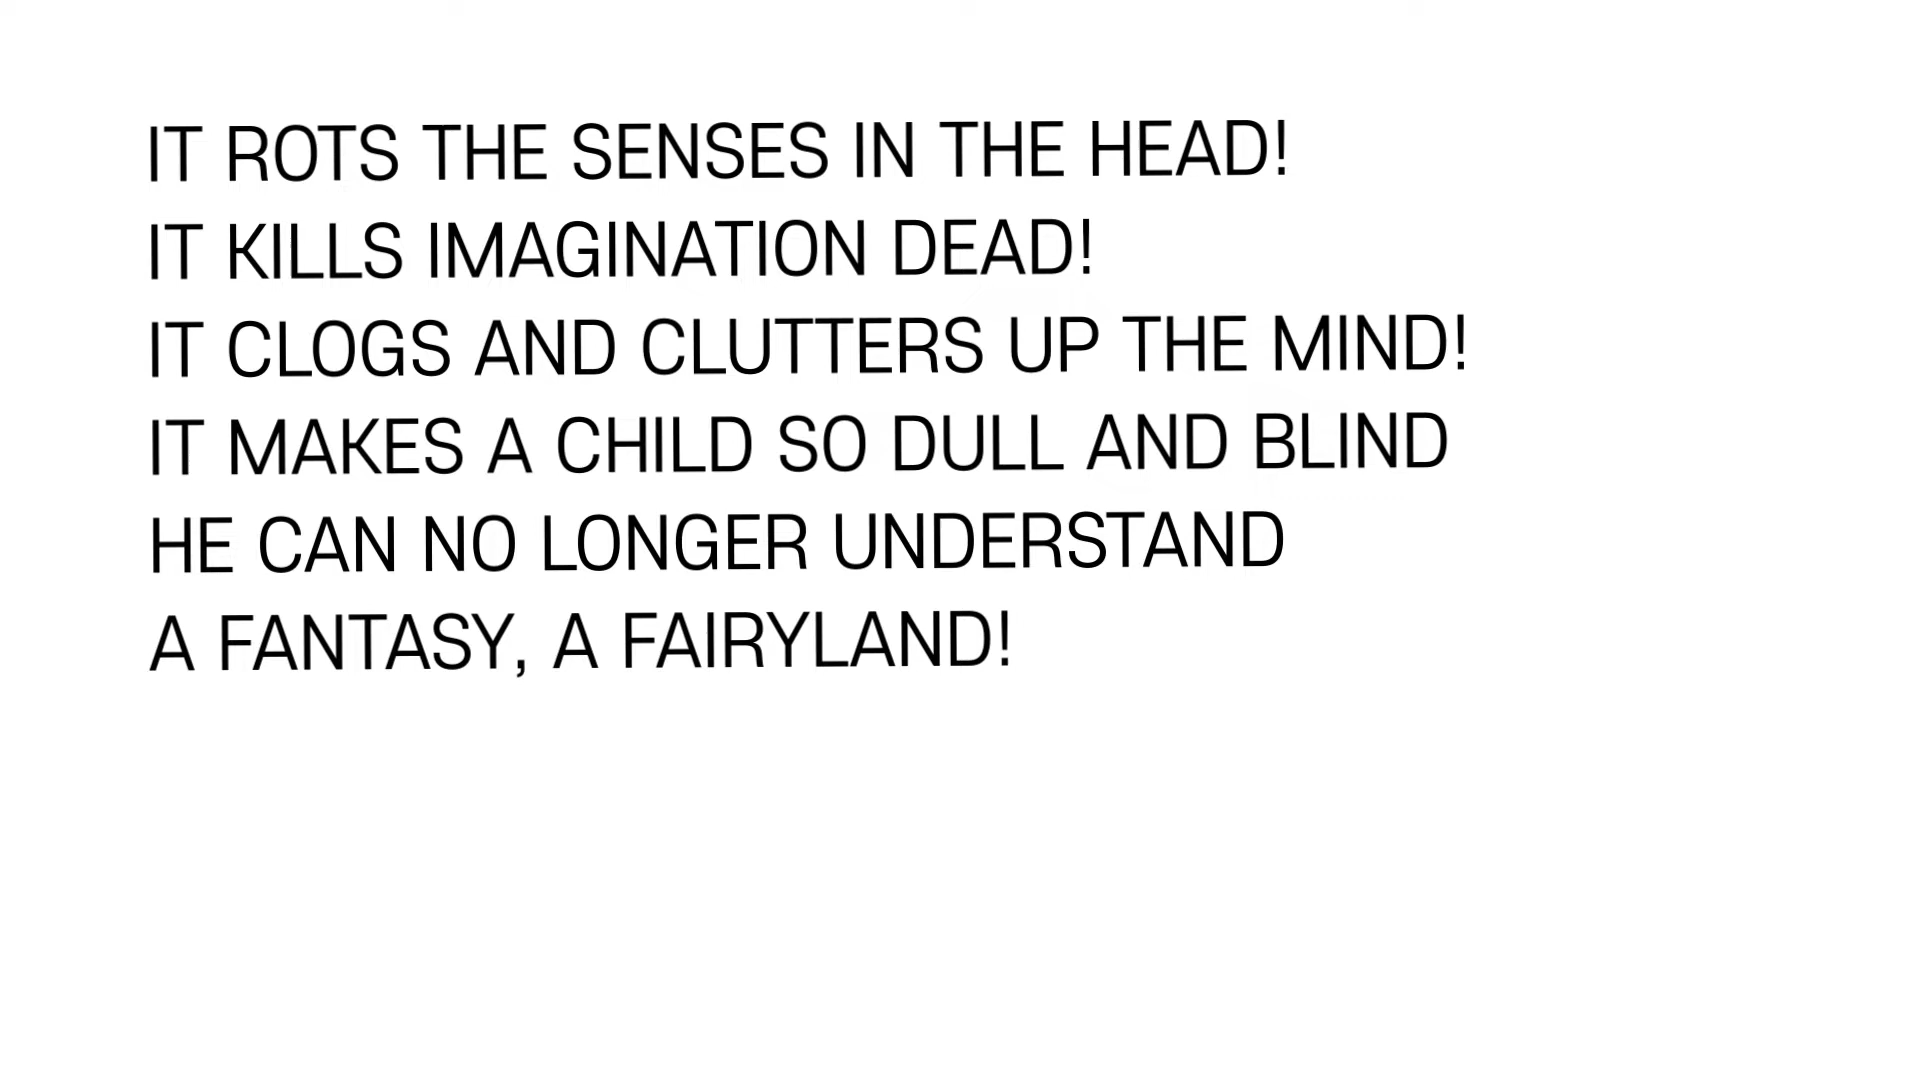 IT ROTS THE SENSES IN THE HEAD!
IT KILLS IMAGINATION DEAD!
IT CLOGS AND CLUTTERS UP THE MIND!
IT MAKES A CHILD SO DULL AND BLIND
HE CAN NO LONGER UNDERSTAND
A FANTASY, A FAIRYLAND!